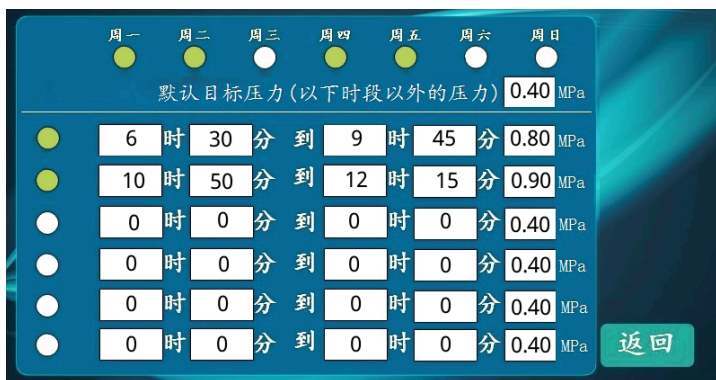 周一 周二 周三 周四 周五 周六 周日
默认目标压力(以下时段以外的压力) 0.40 MPa
6 时 30 分 到 9 时 45 分 0.80 MPa
10 时 50 分 到 12 时 15 分 0.90 MPa
0 时 0 分 到 0 时 0 分 0.40 MPa
0 时 0 分 到 0 时 0 分 0.40 MPa
0 时 0 分 到 0 时 0 分 0.40 MPa
0 时 0 分 到 0 时 0 分 0.40 MPa
返回